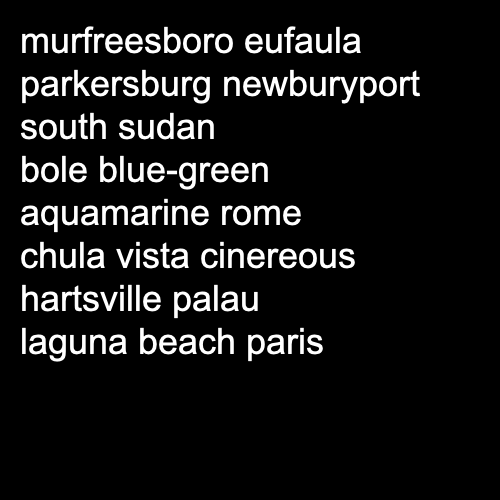 murfreesboro eufaula
parkersburg newburyport
south sudan
bole blue-green
aquamarine rome
chula vista cinereous
hartsville palau
laguna beach paris